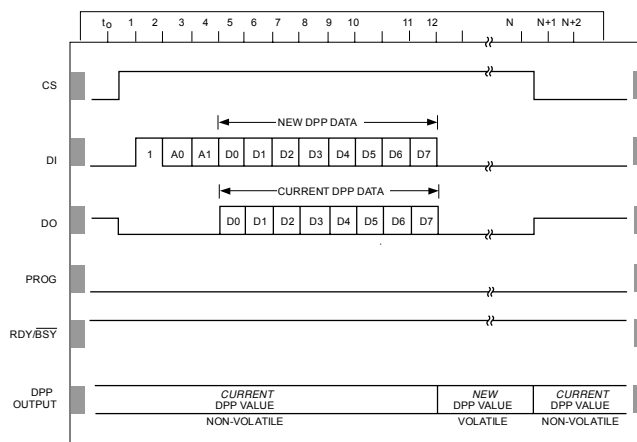 to 1 2 3 4 5 6 7 8 9 10 11 12 N N+1 N+2
CS
NEW DPP DATA
DI 1 A0 A1 D0 D1 D2 D3 D4 D5 D6 D7
CURRENT DPP DATA
DO D0 D1 D2 D3 D4 D5 D6 D7
PROG
RDY/BSY
DPP OUTPUT
CURRENT DPP VALUE
NON-VOLATILE
NEW DPP VALUE
VOLATILE
CURRENT DPP VALUE
NON-VOLATILE